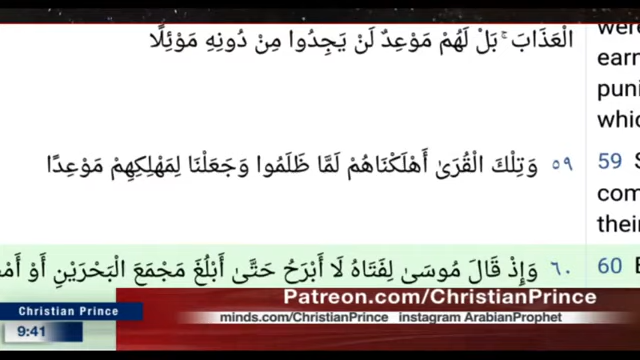 الْعَذَابَ ۚ بَلْ لَهُمْ مَوْعِدٌ لَنْ يَجِدُوا مِنْ دُونِهِ مَوْئِلًا
٥٩ وَتِلْكَ الْقُرَىٰ أَهْلَكْنَاهُمْ لَمَّا ظَلَمُوا وَجَعَلْنَا لِمَهْلِكِهِمْ مَوْعِدًا
59
٦٠ وَإِذْ قَالَ مُوسَىٰ لِفَتَاهُ لَا أَبْرَحُ حَتَّىٰ أَبْلُغَ مَجْمَعَ الْبَحْرَيْنِ أَوْ
60
Patreon.com/ChristianPrince
Christian Prince
minds.com/ChristianPrince instagram ArabianProphet
9:41